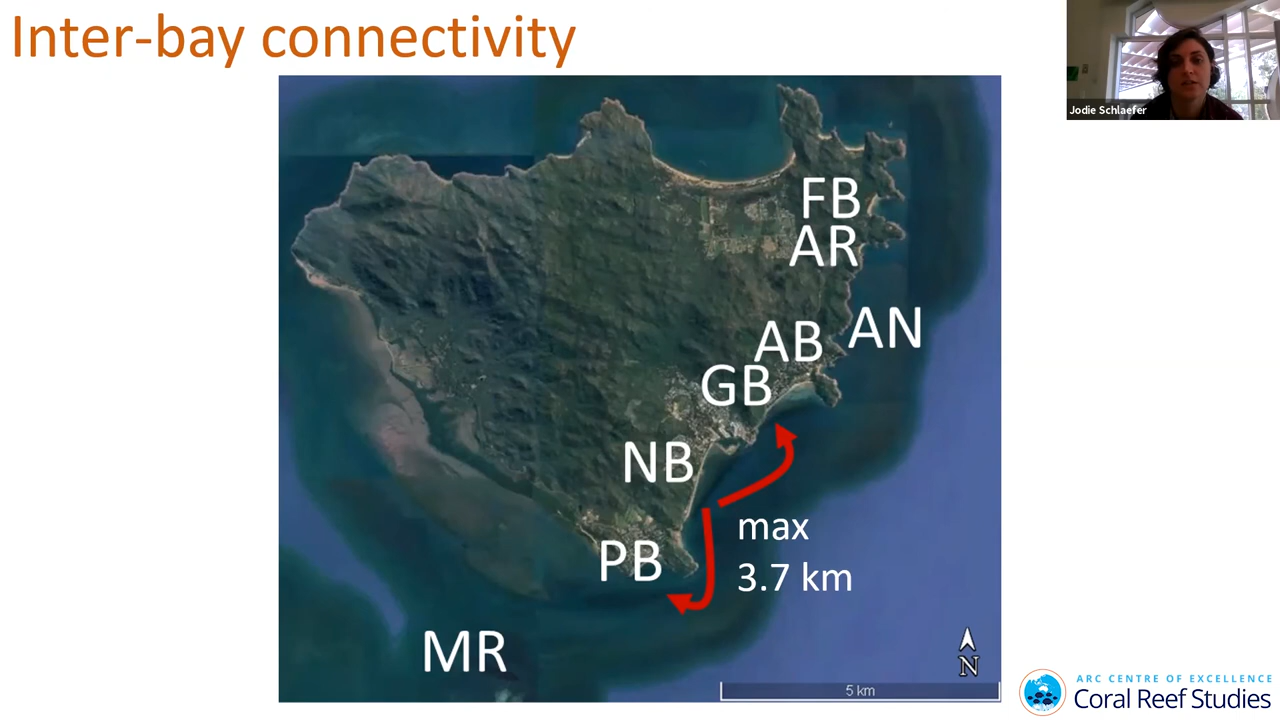 Inter-bay connectivity
Jodie Schlaefer
FB
AR
AN
AB
GB
NB
max
3.7 km
PB
MR
N
5 km
ARC CENTRE OF EXCELLENCE
Coral Reef Studies